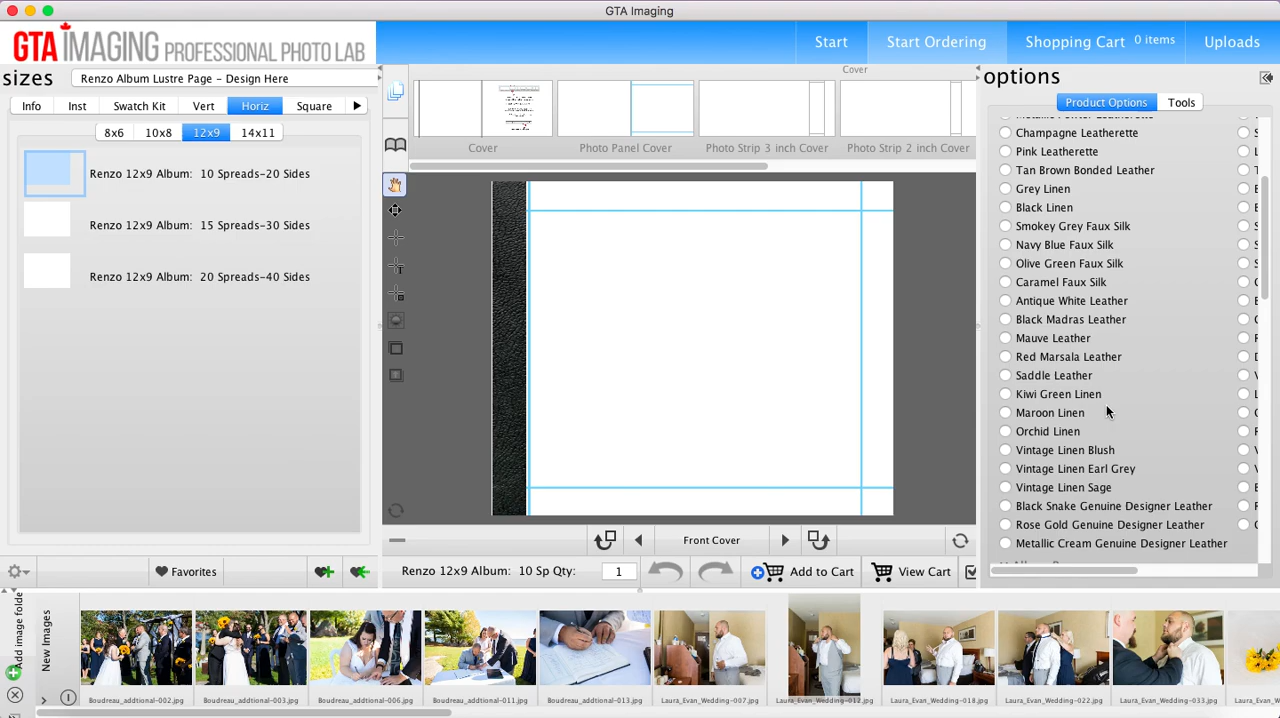 GTA Imaging
GTA IMAGING PROFESSIONAL PHOTO LAB
Start
Start Ordering
Shopping Cart 0 items
Uploads
sizes
Renzo Album Lustre Page - Design Here
Info
Inst
Swatch Kit
Vert
Horiz
Square
8x6
10x8
12x9
14x11
Renzo 12x9 Album: 10 Spreads-20 Sides
Renzo 12x9 Album: 15 Spreads-30 Sides
Renzo 12x9 Album: 20 Spreads-40 Sides
Favorites
Cover
Cover
Photo Panel Cover
Photo Strip 3 inch Cover
Photo Strip 2 inch Cover
Front Cover
Renzo 12x9 Album: 10 Sp Qty: 1
Add to Cart
View Cart
options
Product Options
Tools
Champagne Leatherette
Pink Leatherette
Tan Brown Bonded Leather
Grey Linen
Black Linen
Smokey Grey Faux Silk
Navy Blue Faux Silk
Olive Green Faux Silk
Caramel Faux Silk
Antique White Leather
Black Madras Leather
Mauve Leather
Red Marsala Leather
Saddle Leather
Kiwi Green Linen
Maroon Linen
Orchid Linen
Vintage Linen Blush
Vintage Linen Earl Grey
Vintage Linen Sage
Black Snake Genuine Designer Leather
Rose Gold Genuine Designer Leather
Metallic Cream Genuine Designer Leather
Add image folde
New Images
Boudreau_addtional-002.jpg
Boudreau_addtional-003.jpg
Boudreau_addtional-006.jpg
Boudreau_addtional-011.jpg
Boudreau_addtional-013.jpg
Laura_Evan_Wedding-007.jpg
Laura_Evan_Wedding-012.jpg
Laura_Evan_Wedding-018.jpg
Laura_Evan_Wedding-022.jpg
Laura_Evan_Wedding-033.jpg